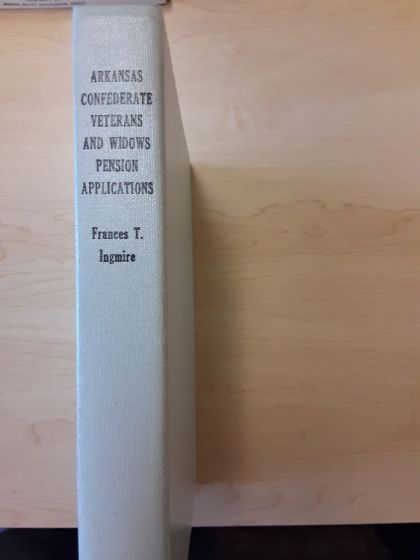 ARKANSAS
CONFEDERATE
VETERANS
AND WIDOWS
PENSION
APPLICATIONS
Frances T.
Ingmire